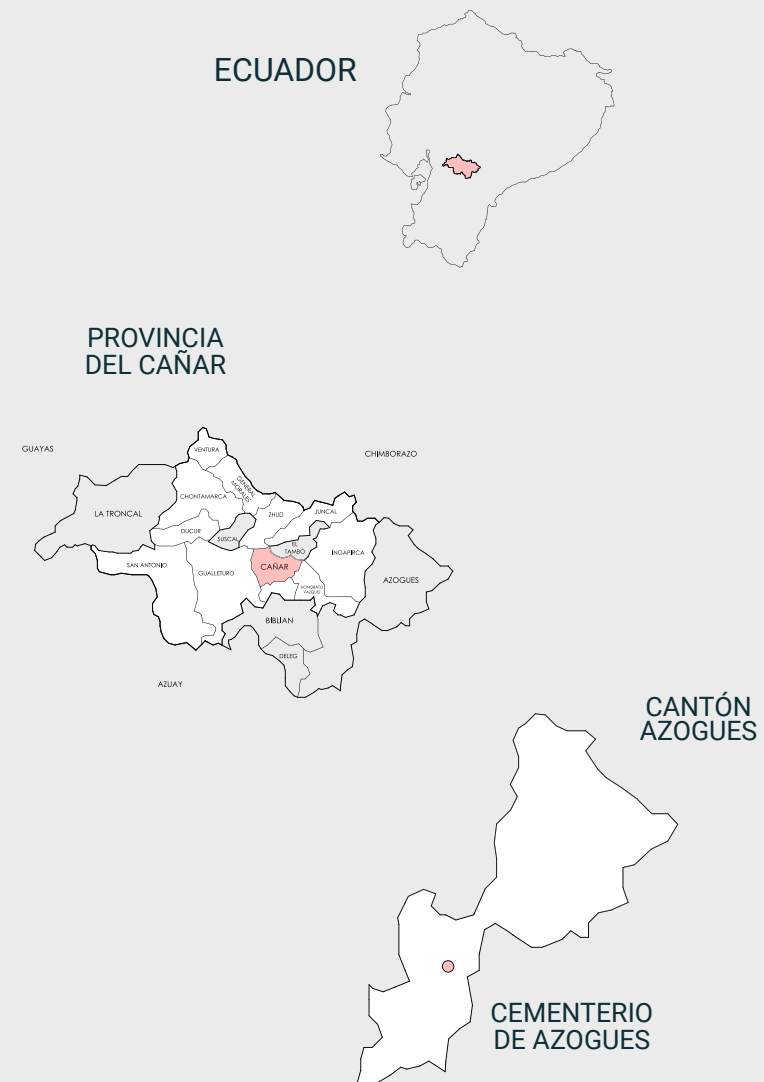 ECUADOR
PROVINCIA
DEL CAÑAR
GUAYAS
CHIMBORAZO
VENTURA
GENERAL
MORALES
CHONTAMARCA
LA TRONCAL
ZHUD
JUNCAL
DUCUR
SUSCAL
EL
TAMBO
INGAPIRCA
SAN ANTONIO
GUALLETURO
CAÑAR
AZOGUES
HONORATO
VAZQUEZ
BIBLIAN
DELEG
AZUAY
CANTÓN
AZOGUES
CEMENTERIO
DE AZOGUES